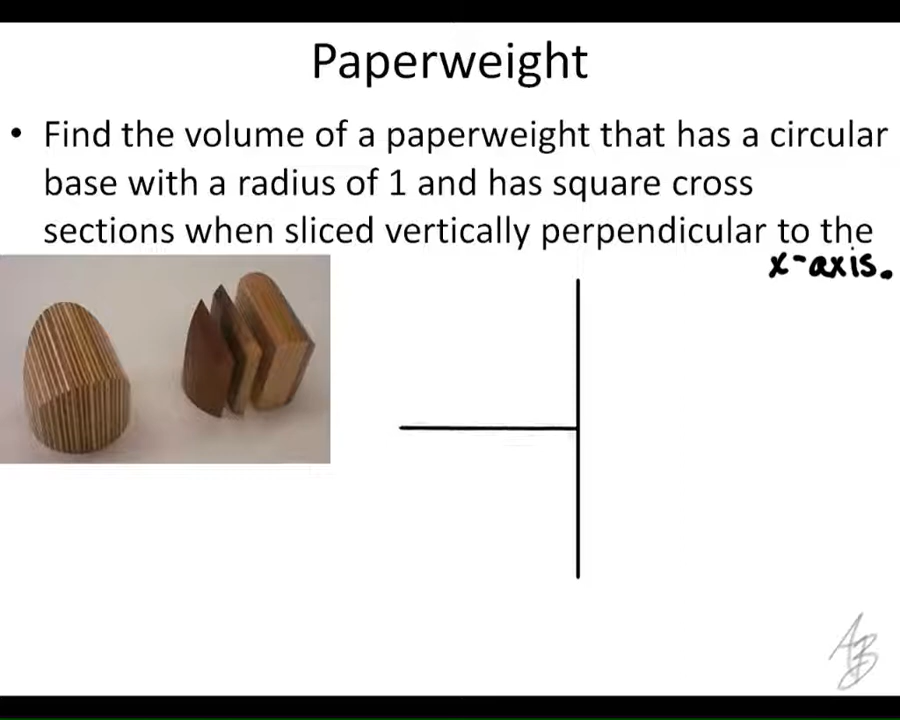 Paperweight
• Find the volume of a paperweight that has a circular
base with a radius of 1 and has square cross
sections when sliced vertically perpendicular to the
x-axis.